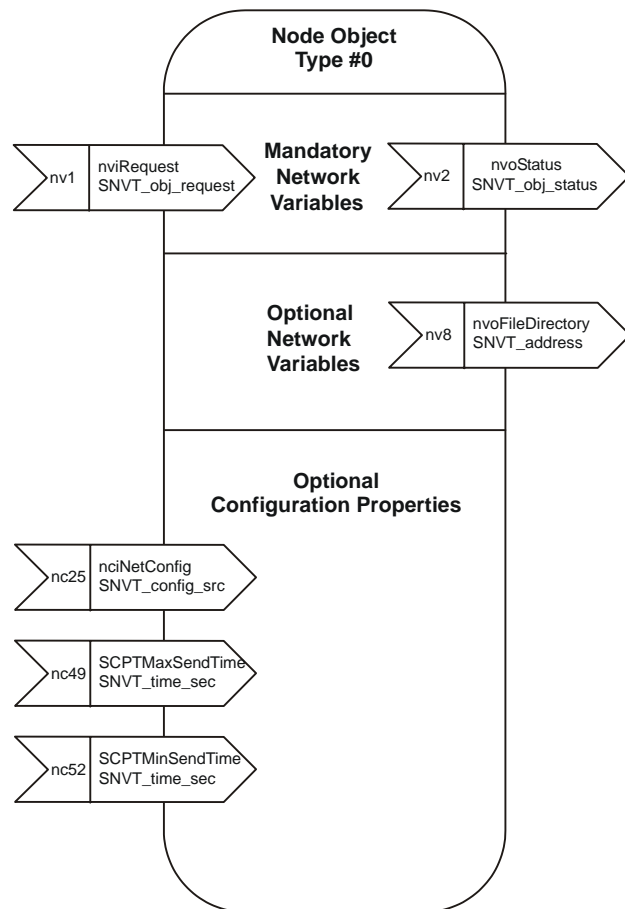 Node Object
Type #0
Mandatory
Network
Variables
nv1
nviRequest
SNVT_obj_request
nv2
nvoStatus
SNVT_obj_status
Optional
Network
Variables
nv8
nvoFileDirectory
SNVT_address
Optional
Configuration Properties
nc25
nciNetConfig
SNVT_config_src
nc49
SCPTMaxSendTime
SNVT_time_sec
nc52
SCPTMinSendTime
SNVT_time_sec